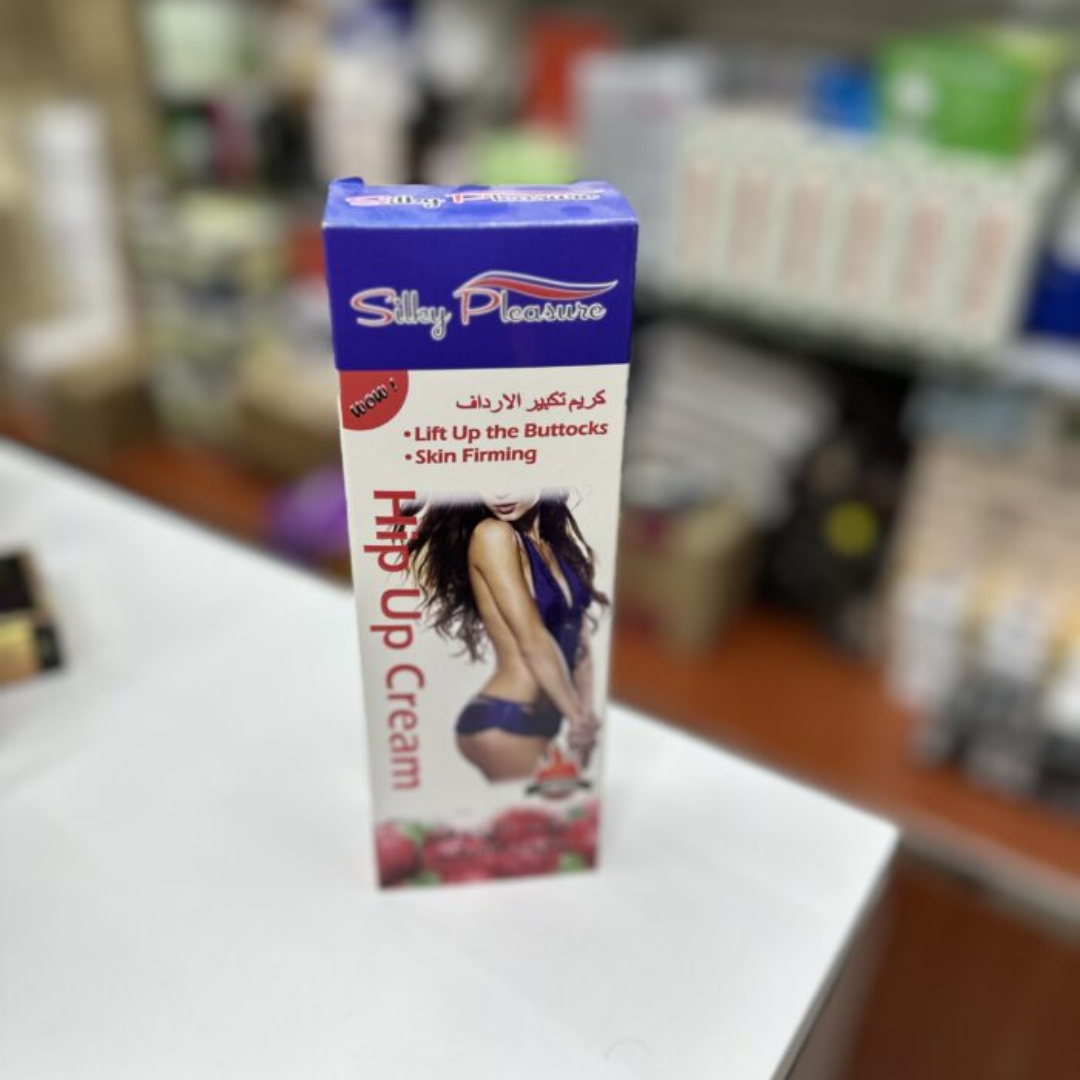 Silky Pleasure
Silky Pleasure
wow!
كريم تكبير الارداف
•Lift Up the Buttocks
•Skin Firming
Hip Up Cream